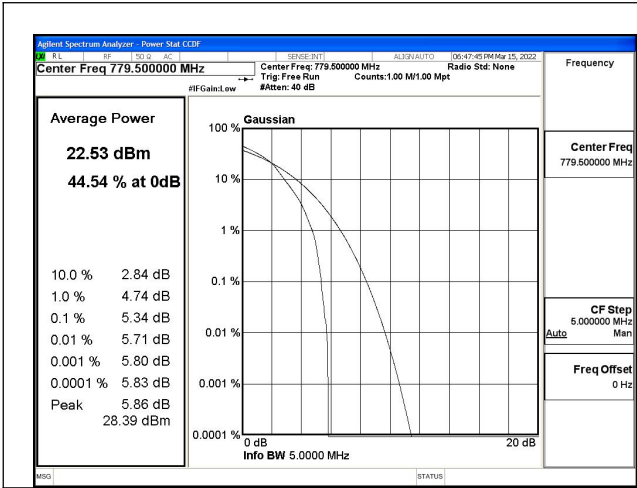 Agilent Spectrum Analyzer - Power Stat CCDF
RL RF 50 Ω AC SENSE:INT ALIGN AUTO 06:47:45 PM Mar 15, 2022
Center Freq 779.500000 MHz
Center Freq: 779.500000 MHz Radio Std: None
Trig: Free Run Counts:1.00 M/1.00 Mpt
#IFGain:Low #Atten: 40 dB
Frequency
Average Power
22.53 dBm
44.54 % at 0dB
10.0 % 2.84 dB
1.0 % 4.74 dB
0.1 % 5.34 dB
0.01 % 5.71 dB
0.001 % 5.80 dB
0.0001 % 5.83 dB
Peak 5.86 dB
28.39 dBm
Gaussian
100 %
10 %
1 %
0.1 %
0.01 %
0.001 %
0.0001 %
0 dB 20 dB
Info BW 5.0000 MHz
Center Freq
779.500000 MHz
CF Step
5.000000 MHz
Auto Man
Freq Offset
0 Hz
MSG STATUS